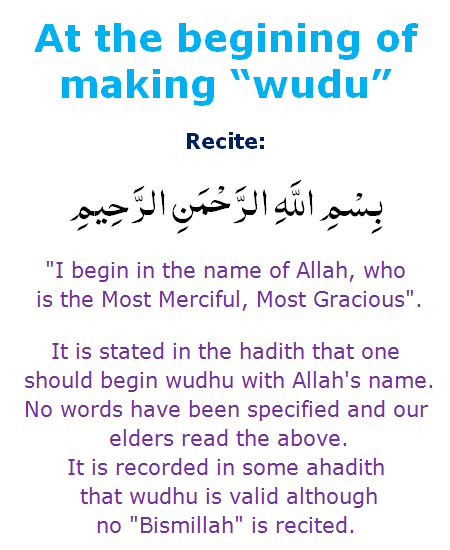 At the begining of
making “wudu”
Recite:
بِسْمِ اللَّهِ الرَّحْمَنِ الرَّحِيمِ
"I begin in the name of Allah, who
is the Most Merciful, Most Gracious".
It is stated in the hadith that one
should begin wudhu with Allah's name.
No words have been specified and our
elders read the above.
It is recorded in some ahadith
that wudhu is valid although
no "Bismillah" is recited.